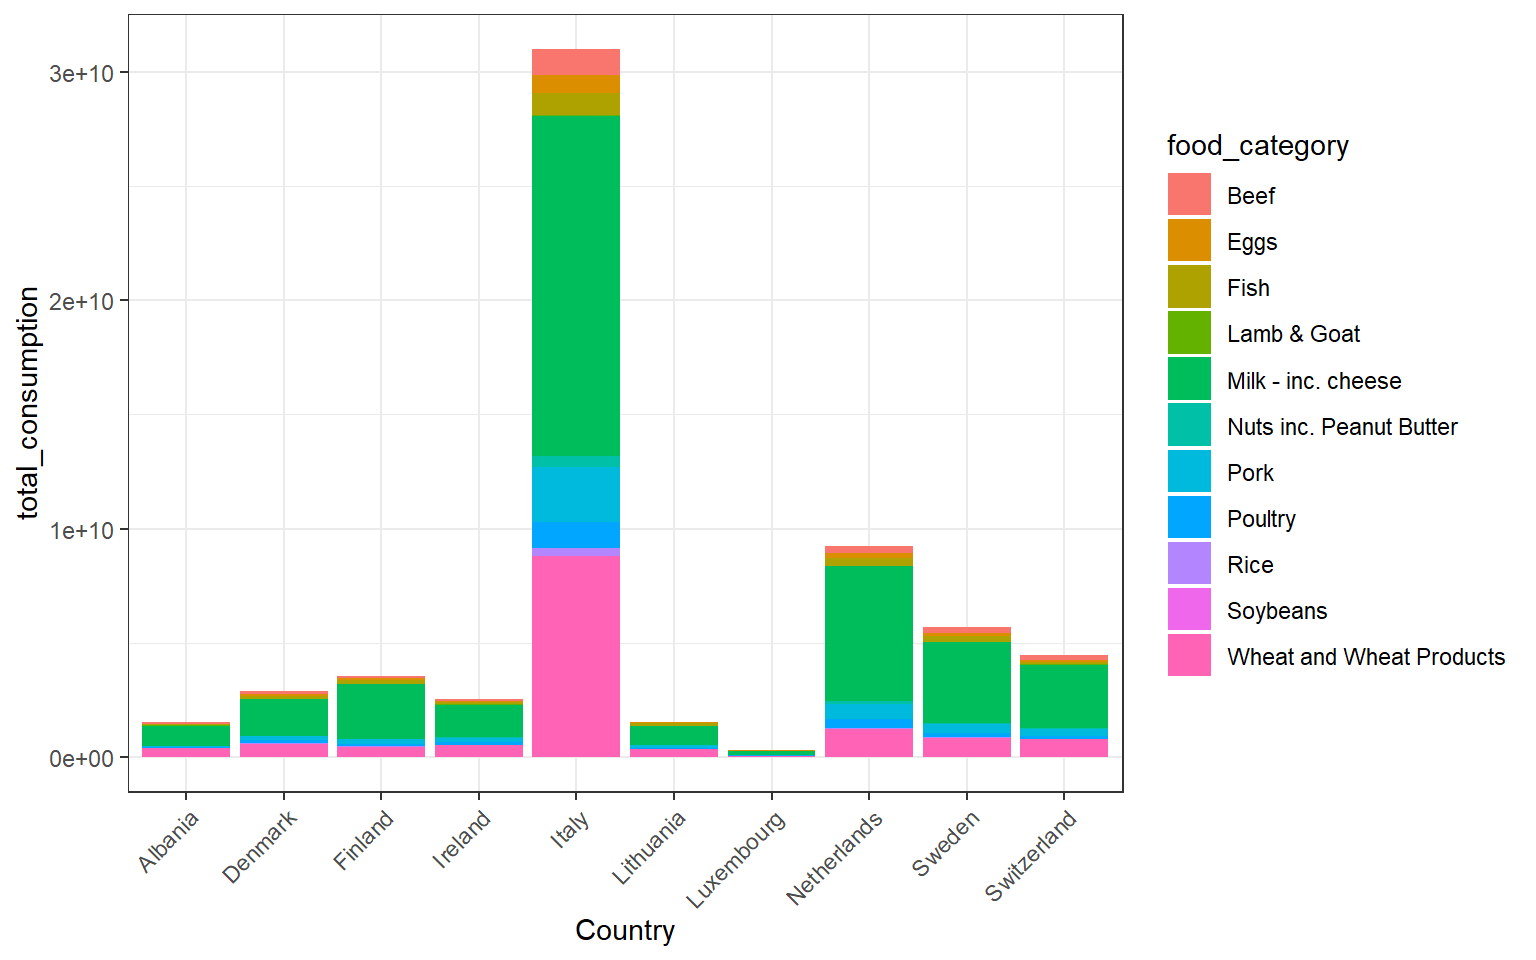 3e+10
2e+10
1e+10
0e+00
total_consumption
Albania
Denmark
Finland
Ireland
Italy
Lithuania
Luxembourg
Netherlands
Sweden
Switzerland
Country
food_category
Beef
Eggs
Fish
Lamb & Goat
Milk - inc. cheese
Nuts inc. Peanut Butter
Pork
Poultry
Rice
Soybeans
Wheat and Wheat Products